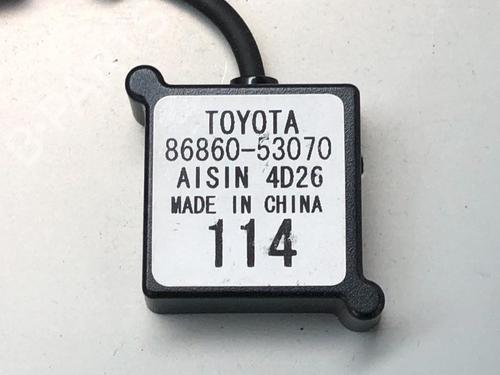 TOYOTA
86860-53070
AISIN 4D26
MADE IN CHINA
114